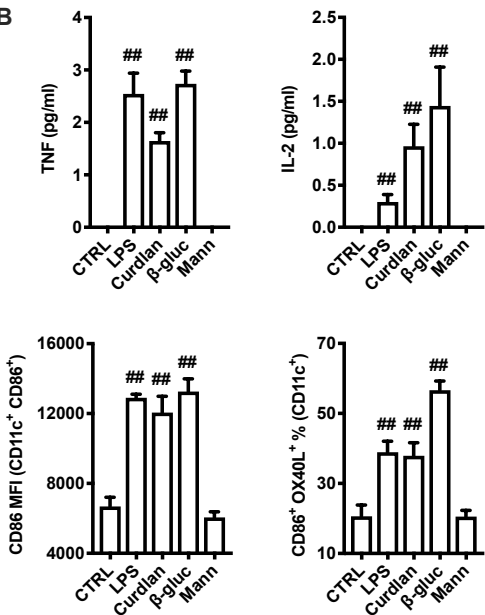 B
TNF (pg/ml)
4
3
2
1
0
##
##
##
CTRL
LPS
Curdlan
β-gluc
Mann
IL-2 (pg/ml)
2.5
2.0
1.5
1.0
0.5
0.0
##
##
##
CTRL
LPS
Curdlan
β-gluc
Mann
CD86 MFI (CD11c⁺ CD86⁺)
16000
12000
8000
4000
##
##
##
CTRL
LPS
Curdlan
β-gluc
Mann
CD86⁺ OX40L⁺ % (CD11c⁺)
70
50
30
10
##
##
##
CTRL
LPS
Curdlan
β-gluc
Mann